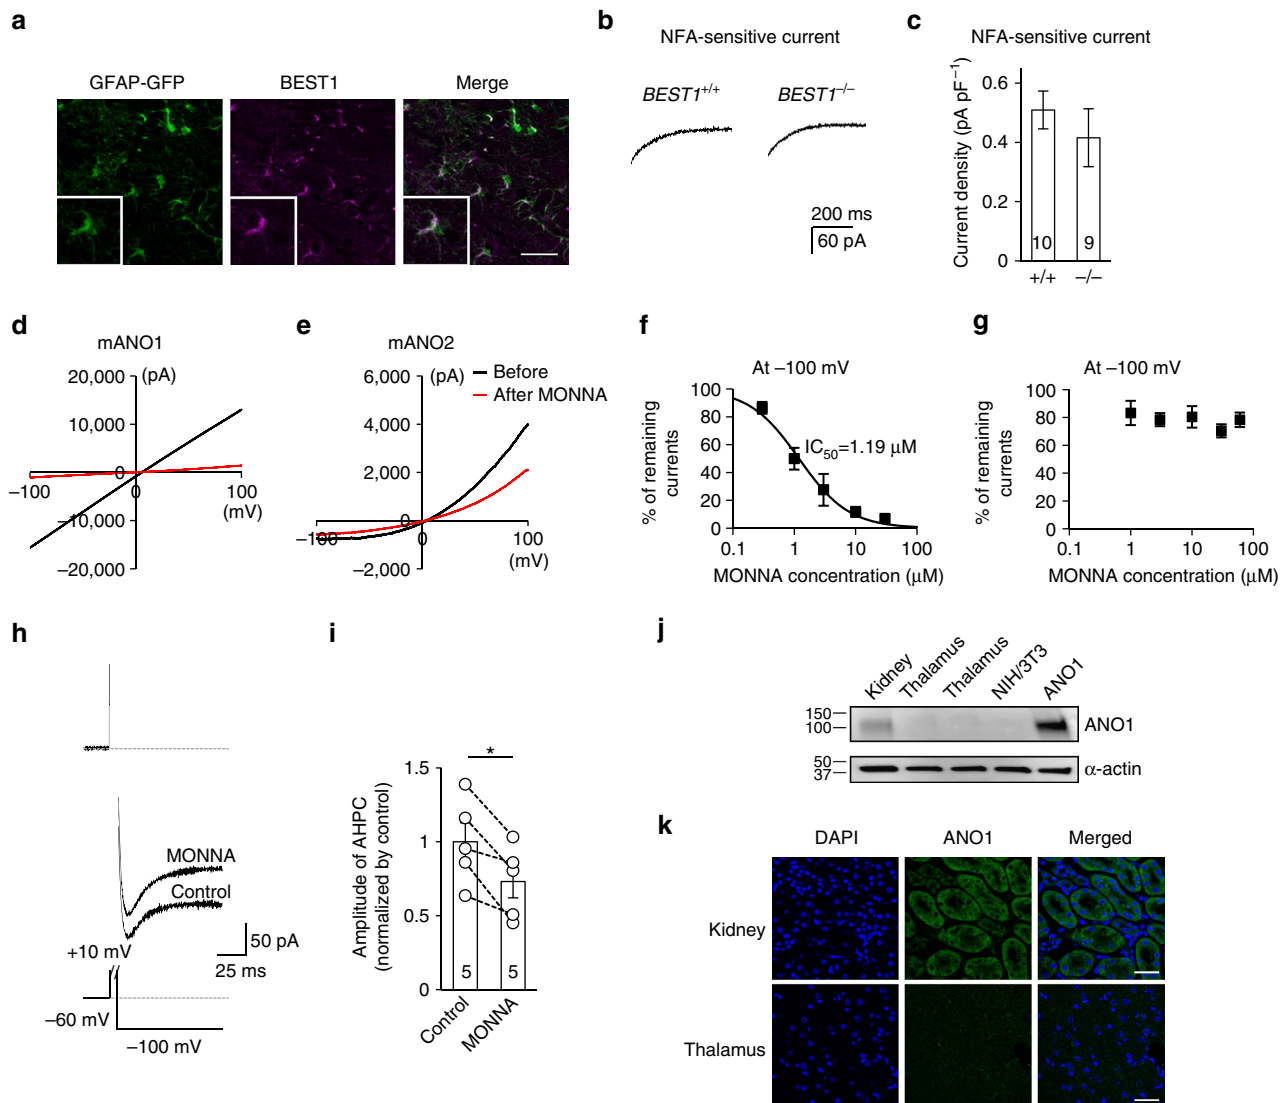 a
GFAP-GFP BEST1 Merge
b
NFA-sensitive current
BEST1+/+ BEST1−/−
200 ms
60 pA
c
NFA-sensitive current
Current density (pA pF−1)
0.6
0.4
0.2
0
10 9
+/+ −/−
d
mANO1
(pA)
20,000
10,000
0
−10,000
−20,000
−100 0 100
(mV)
e
mANO2
(pA)
6,000
4,000
2,000
0
−2,000
−100 0 100
(mV)
Before
After MONNA
f
At −100 mV
% of remaining
currents
100
80
60
40
20
0
IC50=1.19 µM
0.1 1 10 100
MONNA concentration (µM)
g
At −100 mV
% of remaining
currents
100
80
60
40
20
0
0.1 1 10 100
MONNA concentration (µM)
h
MONNA
Control
50 pA
25 ms
+10 mV
−60 mV
−100 mV
i
Amplitude of AHPC
(normalized by control)
1.5
1
0.5
0
*
5 5
Control MONNA
j
Kidney Thalamus Thalamus NIH/3T3 ANO1
150
100
ANO1
50
37
α-actin
k
DAPI ANO1 Merged
Kidney
Thalamus